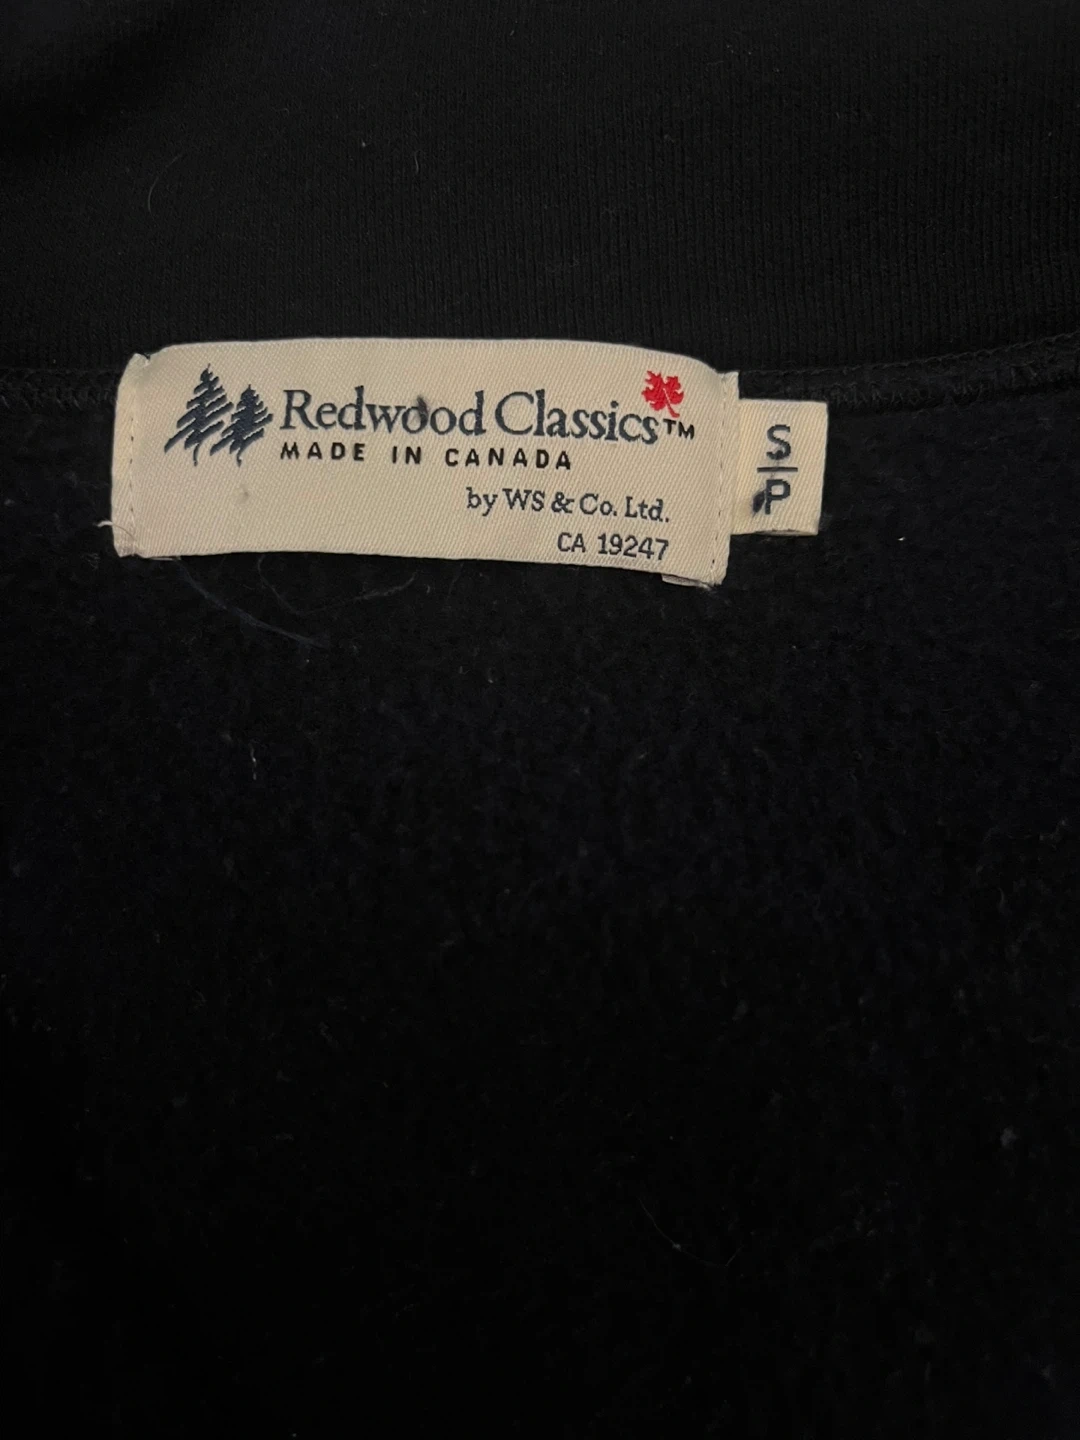 Redwood Classics™
MADE IN CANADA
by WS & Co. Ltd.
CA 19247
S
P